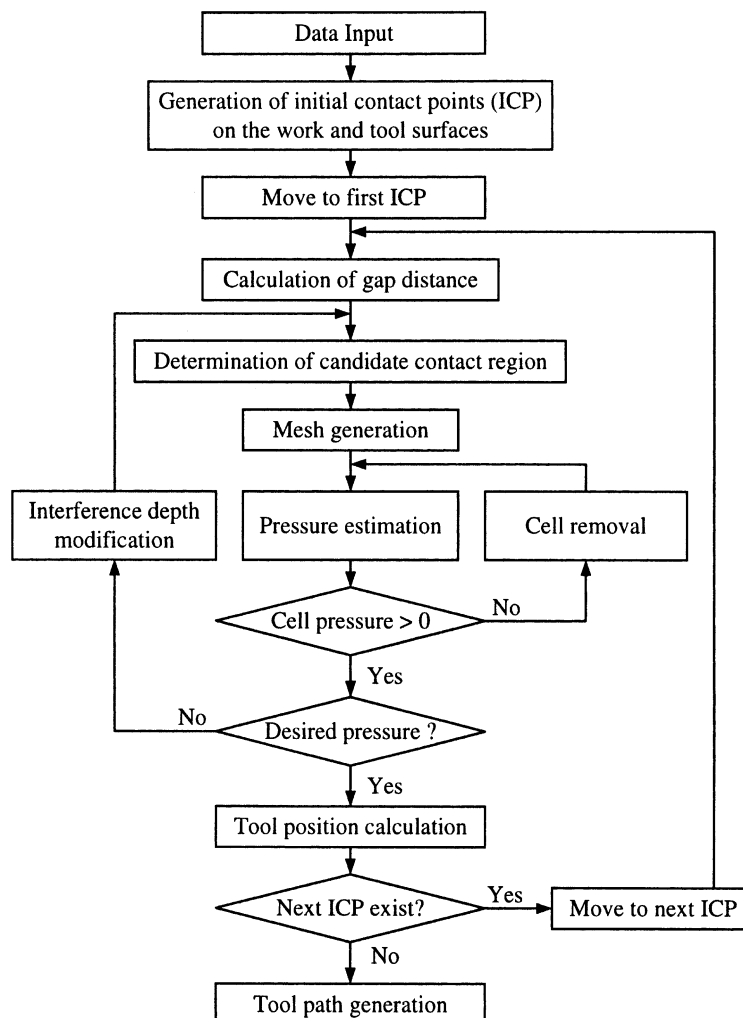 Data Input
Generation of initial contact points (ICP)
on the work and tool surfaces
Move to first ICP
Calculation of gap distance
Determination of candidate contact region
Mesh generation
Interference depth
modification
Pressure estimation
Cell removal
Cell pressure > 0
No
Yes
No
Desired pressure ?
Yes
Tool position calculation
Next ICP exist?
Yes
Move to next ICP
No
Tool path generation